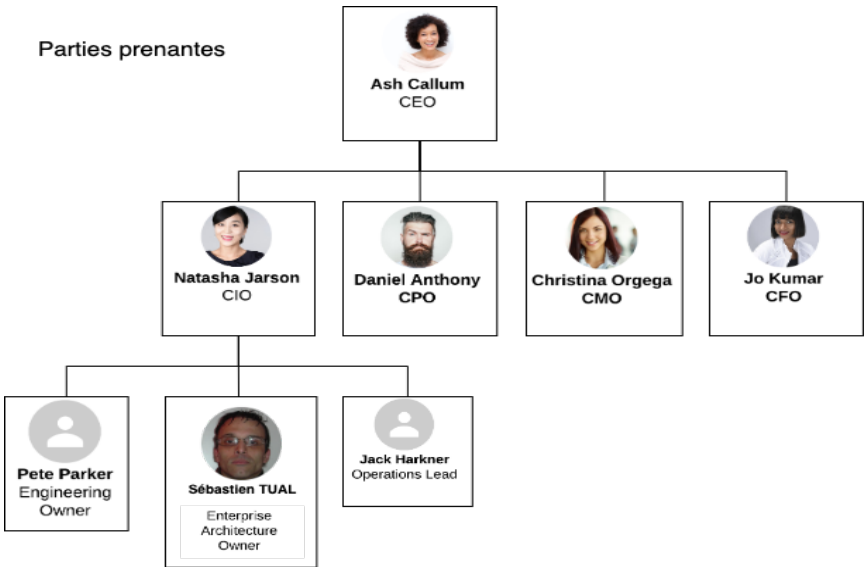 Parties prenantes
Ash Callum
CEO
Natasha Jarson
CIO
Daniel Anthony
CPO
Christina Orgega
CMO
Jo Kumar
CFO
Pete Parker
Engineering
Owner
Sébastien TUAL
Enterprise
Architecture
Owner
Jack Harkner
Operations Lead